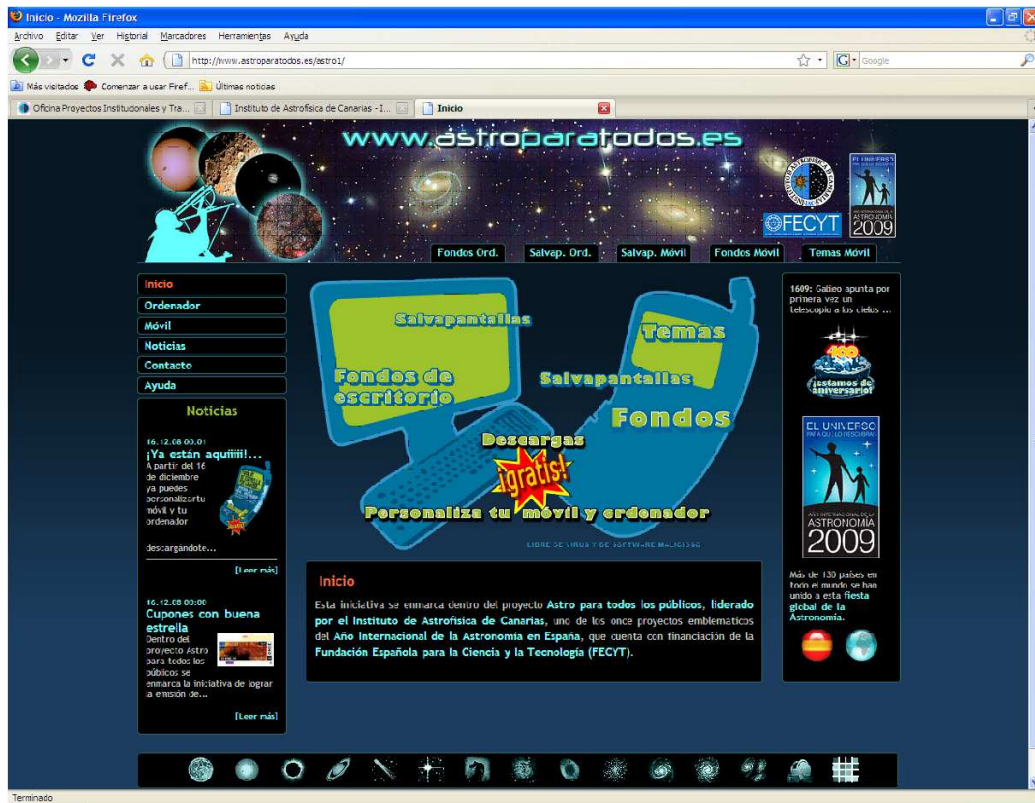 Inicio - Mozilla Firefox
Archivo Editar Ver Historial Marcadores Herramientas Ayuda
http://www.astroparatodos.es/astro1/
Google
Más visitados Comenzar a usar Firef... Últimas noticias
Oficina Proyectos Institucionales y Tra... Instituto de Astrofísica de Canarias - I... Inicio
www.astroparatodos.es
EL UNIVERSO
FECYT
ASTRONOMÍA
2009
Fondos Ord. Salvap. Ord. Salvap. Móvil Fondos Móvil Temas Móvil
Inicio
Ordenador
Móvil
Noticias
Contacto
Ayuda
Noticias
16.12.08 00:01
¡Ya están aquiiiii!...
A partir del 16
de diciembre
ya puedes
personalizar tu
móvil y tu
ordenador
descargándote...
[Leer más]
16.12.08 00:00
Cupones con buena
estrella
Dentro del
proyecto Astro
para todos los
públicos se
enmarca la iniciativa de lograr
la emisión de...
[Leer más]
Salvapantallas
Fondos de
escritorio
Temas
Salvapantallas
Fondos
Descargas
¡gratis!
Personaliza tu móvil y ordenador
LIBRE DE VIRUS Y DE SOFTWARE MALICIOSO
Inicio
Esta iniciativa se enmarca dentro del proyecto Astro para todos los públicos, liderado
por el Instituto de Astrofísica de Canarias, uno de los once proyectos emblemáticos
del Año Internacional de la Astronomía en España, que cuenta con financiación de la
Fundación Española para la Ciencia y la Tecnología (FECYT).
1609: Galileo apunta por
primera vez un
telescopio a los cielos ...
400
¡estamos de
aniversario!
EL UNIVERSO
PARA QUE LO DESCUBRAS
AÑO INTERNACIONAL DE LA
ASTRONOMÍA
2009
Más de 130 países en
todo el mundo se han
unido a esta fiesta
global de la
Astronomía.
Terminado